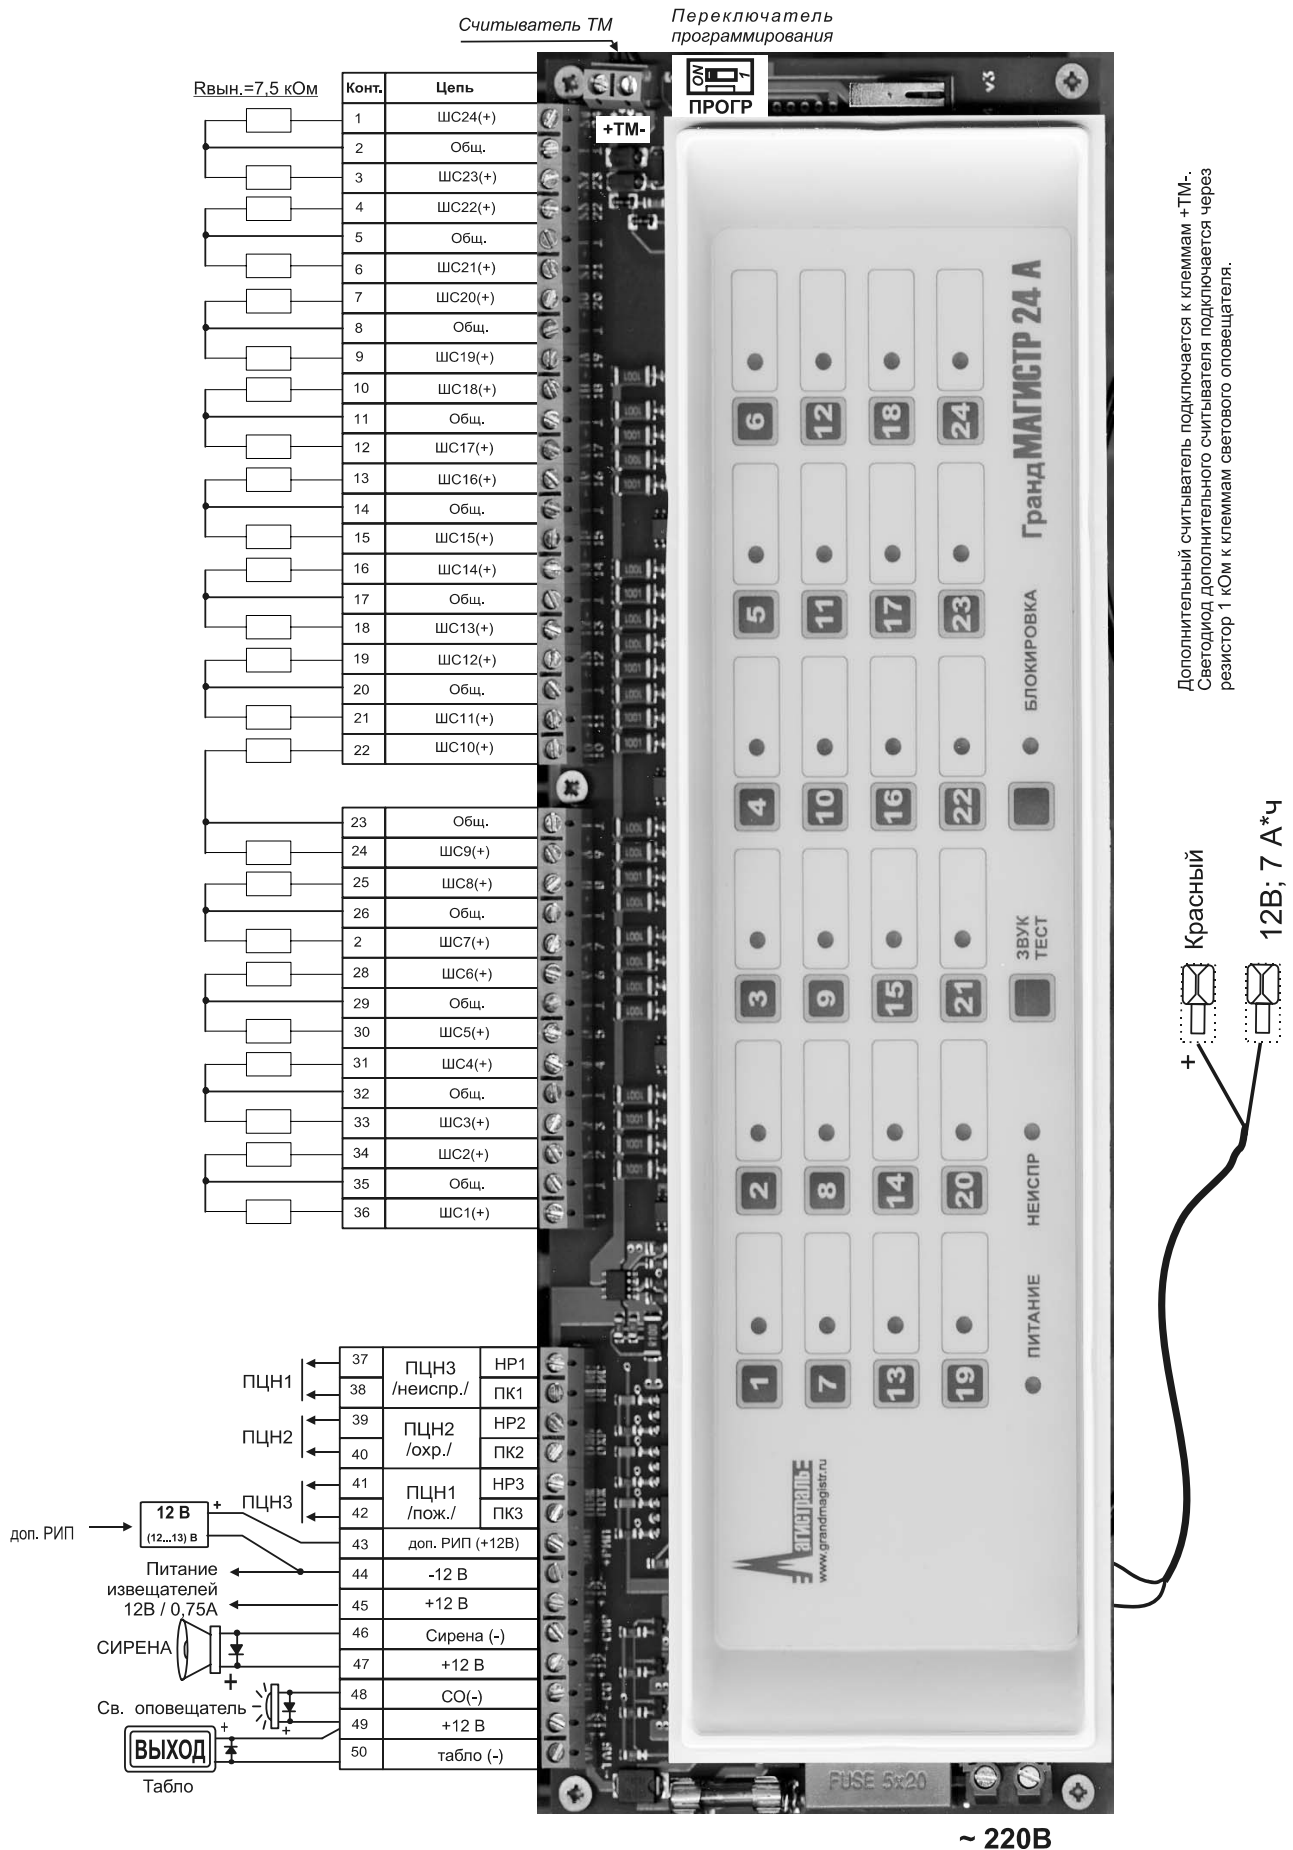 Считыватель ТМ
Переключатель
программирования
Rвын.=7,5 кОм
Конт. Цепь
ON 1
ПРОГР
+ТМ-
v3
1 ШС24(+)
2 Общ.
3 ШС23(+)
4 ШС22(+)
5 Общ.
6 ШС21(+)
7 ШС20(+)
8 Общ.
9 ШС19(+)
10 ШС18(+)
11 Общ.
12 ШС17(+)
13 ШС16(+)
14 Общ.
15 ШС15(+)
16 ШС14(+)
17 Общ.
18 ШС13(+)
19 ШС12(+)
20 Общ.
21 ШС11(+)
22 ШС10(+)
23 Общ.
24 ШС9(+)
25 ШС8(+)
26 Общ.
2 ШС7(+)
28 ШС6(+)
29 Общ.
30 ШС5(+)
31 ШС4(+)
32 Общ.
33 ШС3(+)
34 ШС2(+)
35 Общ.
36 ШС1(+)
ПЦН1
37 ПЦН3 НР1
38 /неиспр./ ПК1
ПЦН2
39 ПЦН2 НР2
40 /охр./ ПК2
ПЦН3
41 ПЦН1 НР3
42 /пож./ ПК3
доп. РИП
12 В +
(12...13) В
43 доп. РИП (+12В)
44 -12 В
45 +12 В
Питание
извещателей
12В / 0,75А
СИРЕНА
+
46 Сирена (-)
47 +12 В
Св. оповещатель
+
48 СО(-)
49 +12 В
50 табло (-)
ВЫХОД
+
Табло
6 12 18 24
5 11 17 23
4 10 16 22
3 9 15 21
2 8 14 20
1 7 13 19
ГрандМАГИСТР 24 А
БЛОКИРОВКА
ЗВУК
ТЕСТ
НЕИСПР
ПИТАНИЕ
Магистраль
www.grandmagistr.ru
FUSE 5x20
~ 220В
Дополнительный считыватель подключается к клеммам +ТМ-.
Светодиод дополнительного считывателя подключается через
резистор 1 кОм к клеммам светового оповещателя.
+ Красный
12В; 7 А*ч